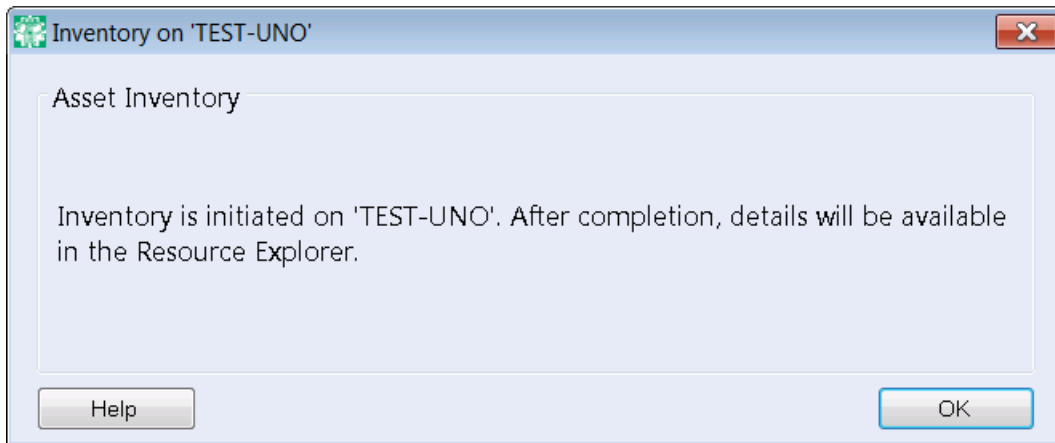 Inventory on 'TEST-UNO'
Asset Inventory
Inventory is initiated on 'TEST-UNO'. After completion, details will be available
in the Resource Explorer.
Help
OK